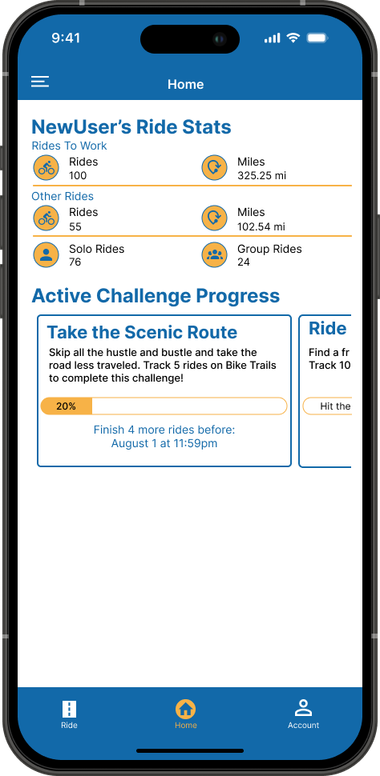 9:41
Home
NewUser's Ride Stats
Rides To Work
Rides
100
Miles
325.25 mi
Other Rides
Rides
55
Miles
102.54 mi
Solo Rides
76
Group Rides
24
Active Challenge Progress
Take the Scenic Route
Skip all the hustle and bustle and take the
road less traveled. Track 5 rides on Bike Trails
to complete this challenge!
20%
Finish 4 more rides before:
August 1 at 11:59pm
Ride
Find a fr
Track 10
Hit the
Ride
Home
Account